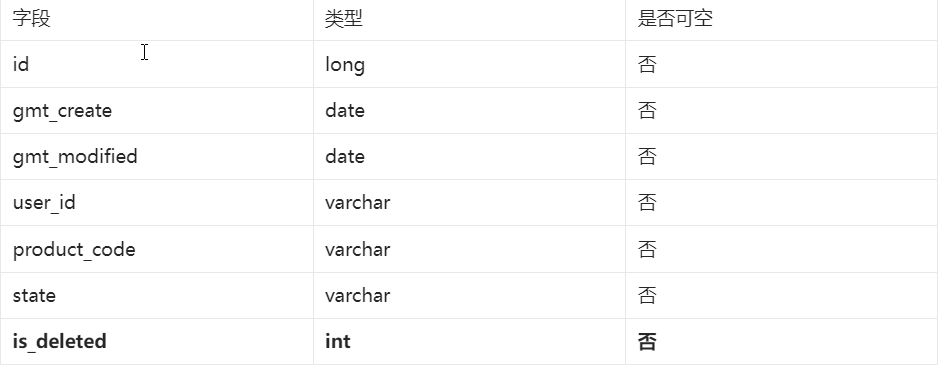 字段 类型 是否可空
id long 否
gmt_create date 否
gmt_modified date 否
user_id varchar 否
product_code varchar 否
state varchar 否
is_deleted int 否